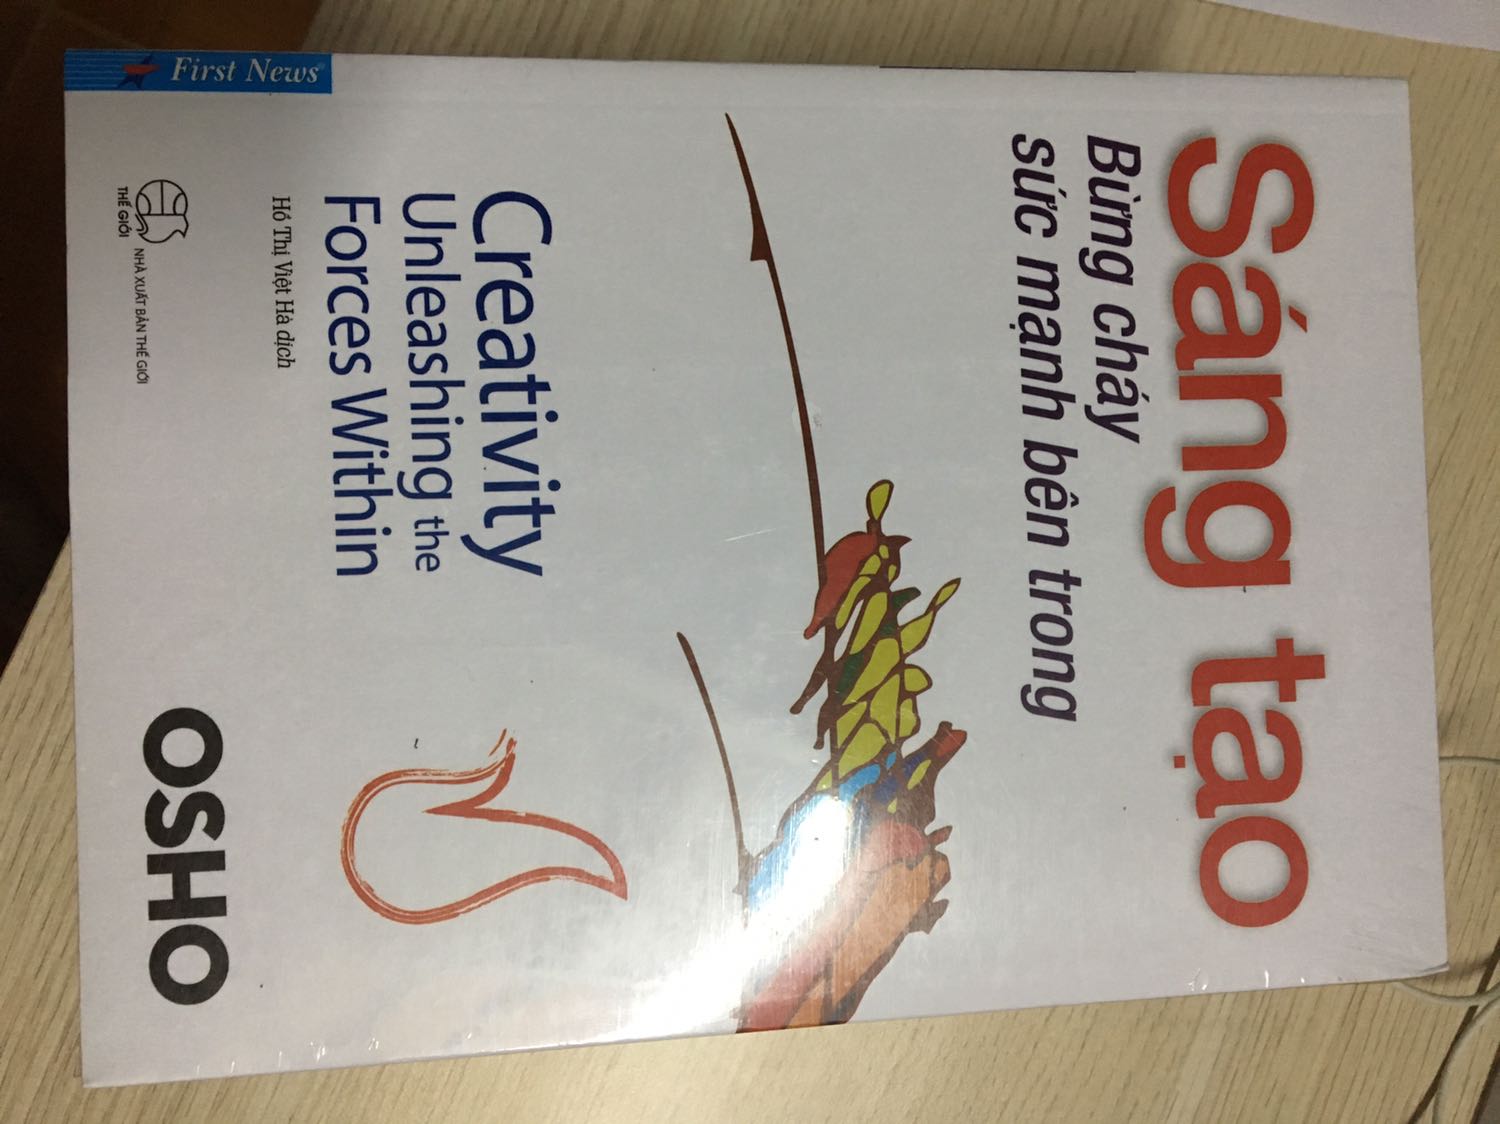 Sáng tạo
Bừng cháy
sức mạnh bên trong
Creativity
Unleashing the
Forces Within
Hồ Thị Việt Hà dịch
THẾ GIỚI
NHÀ XUẤT BẢN THẾ GIỚI
OSHO
First News